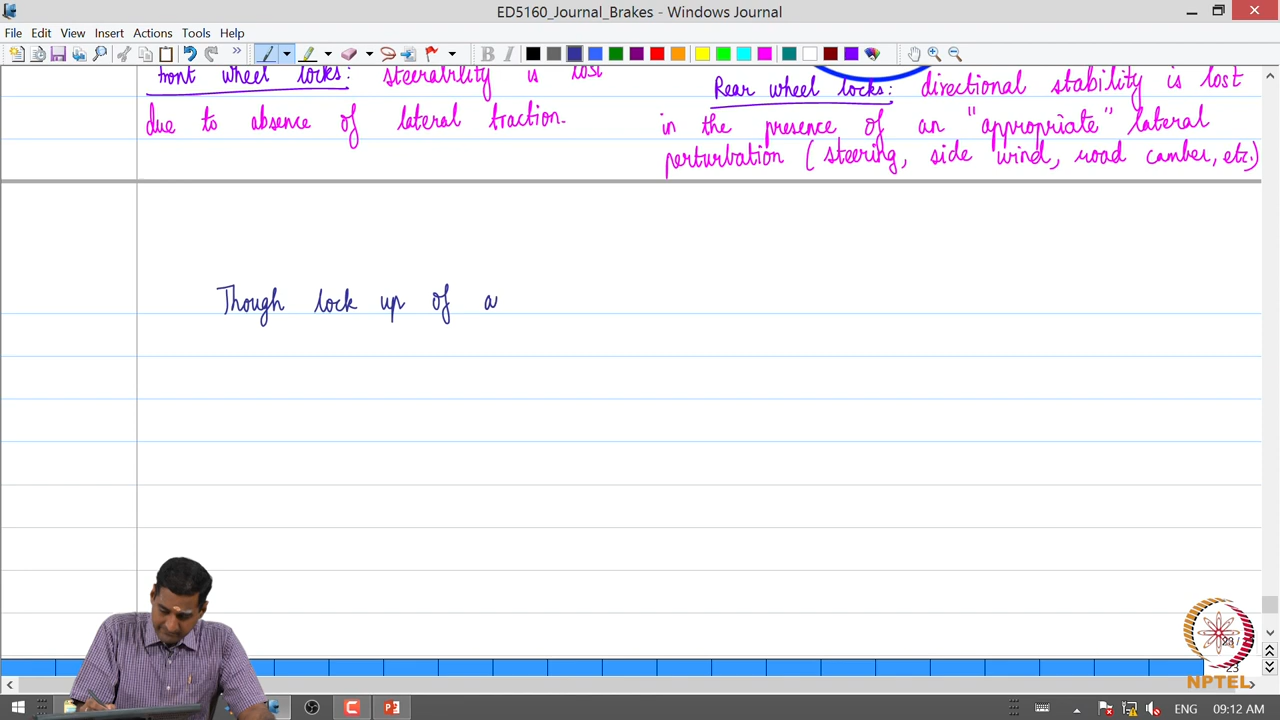 ED5160_Journal_Brakes - Windows Journal
File Edit View Insert Actions Tools Help
B I
Front wheel locks: steerability is lost
due to absence of lateral traction.
Rear wheel locks: directional stability is lost
in the presence of an "appropriate" lateral
perturbation (steering, side wind, road camber, etc.)
Though lock up of a
23
NPTEL
ENG 09:12 AM